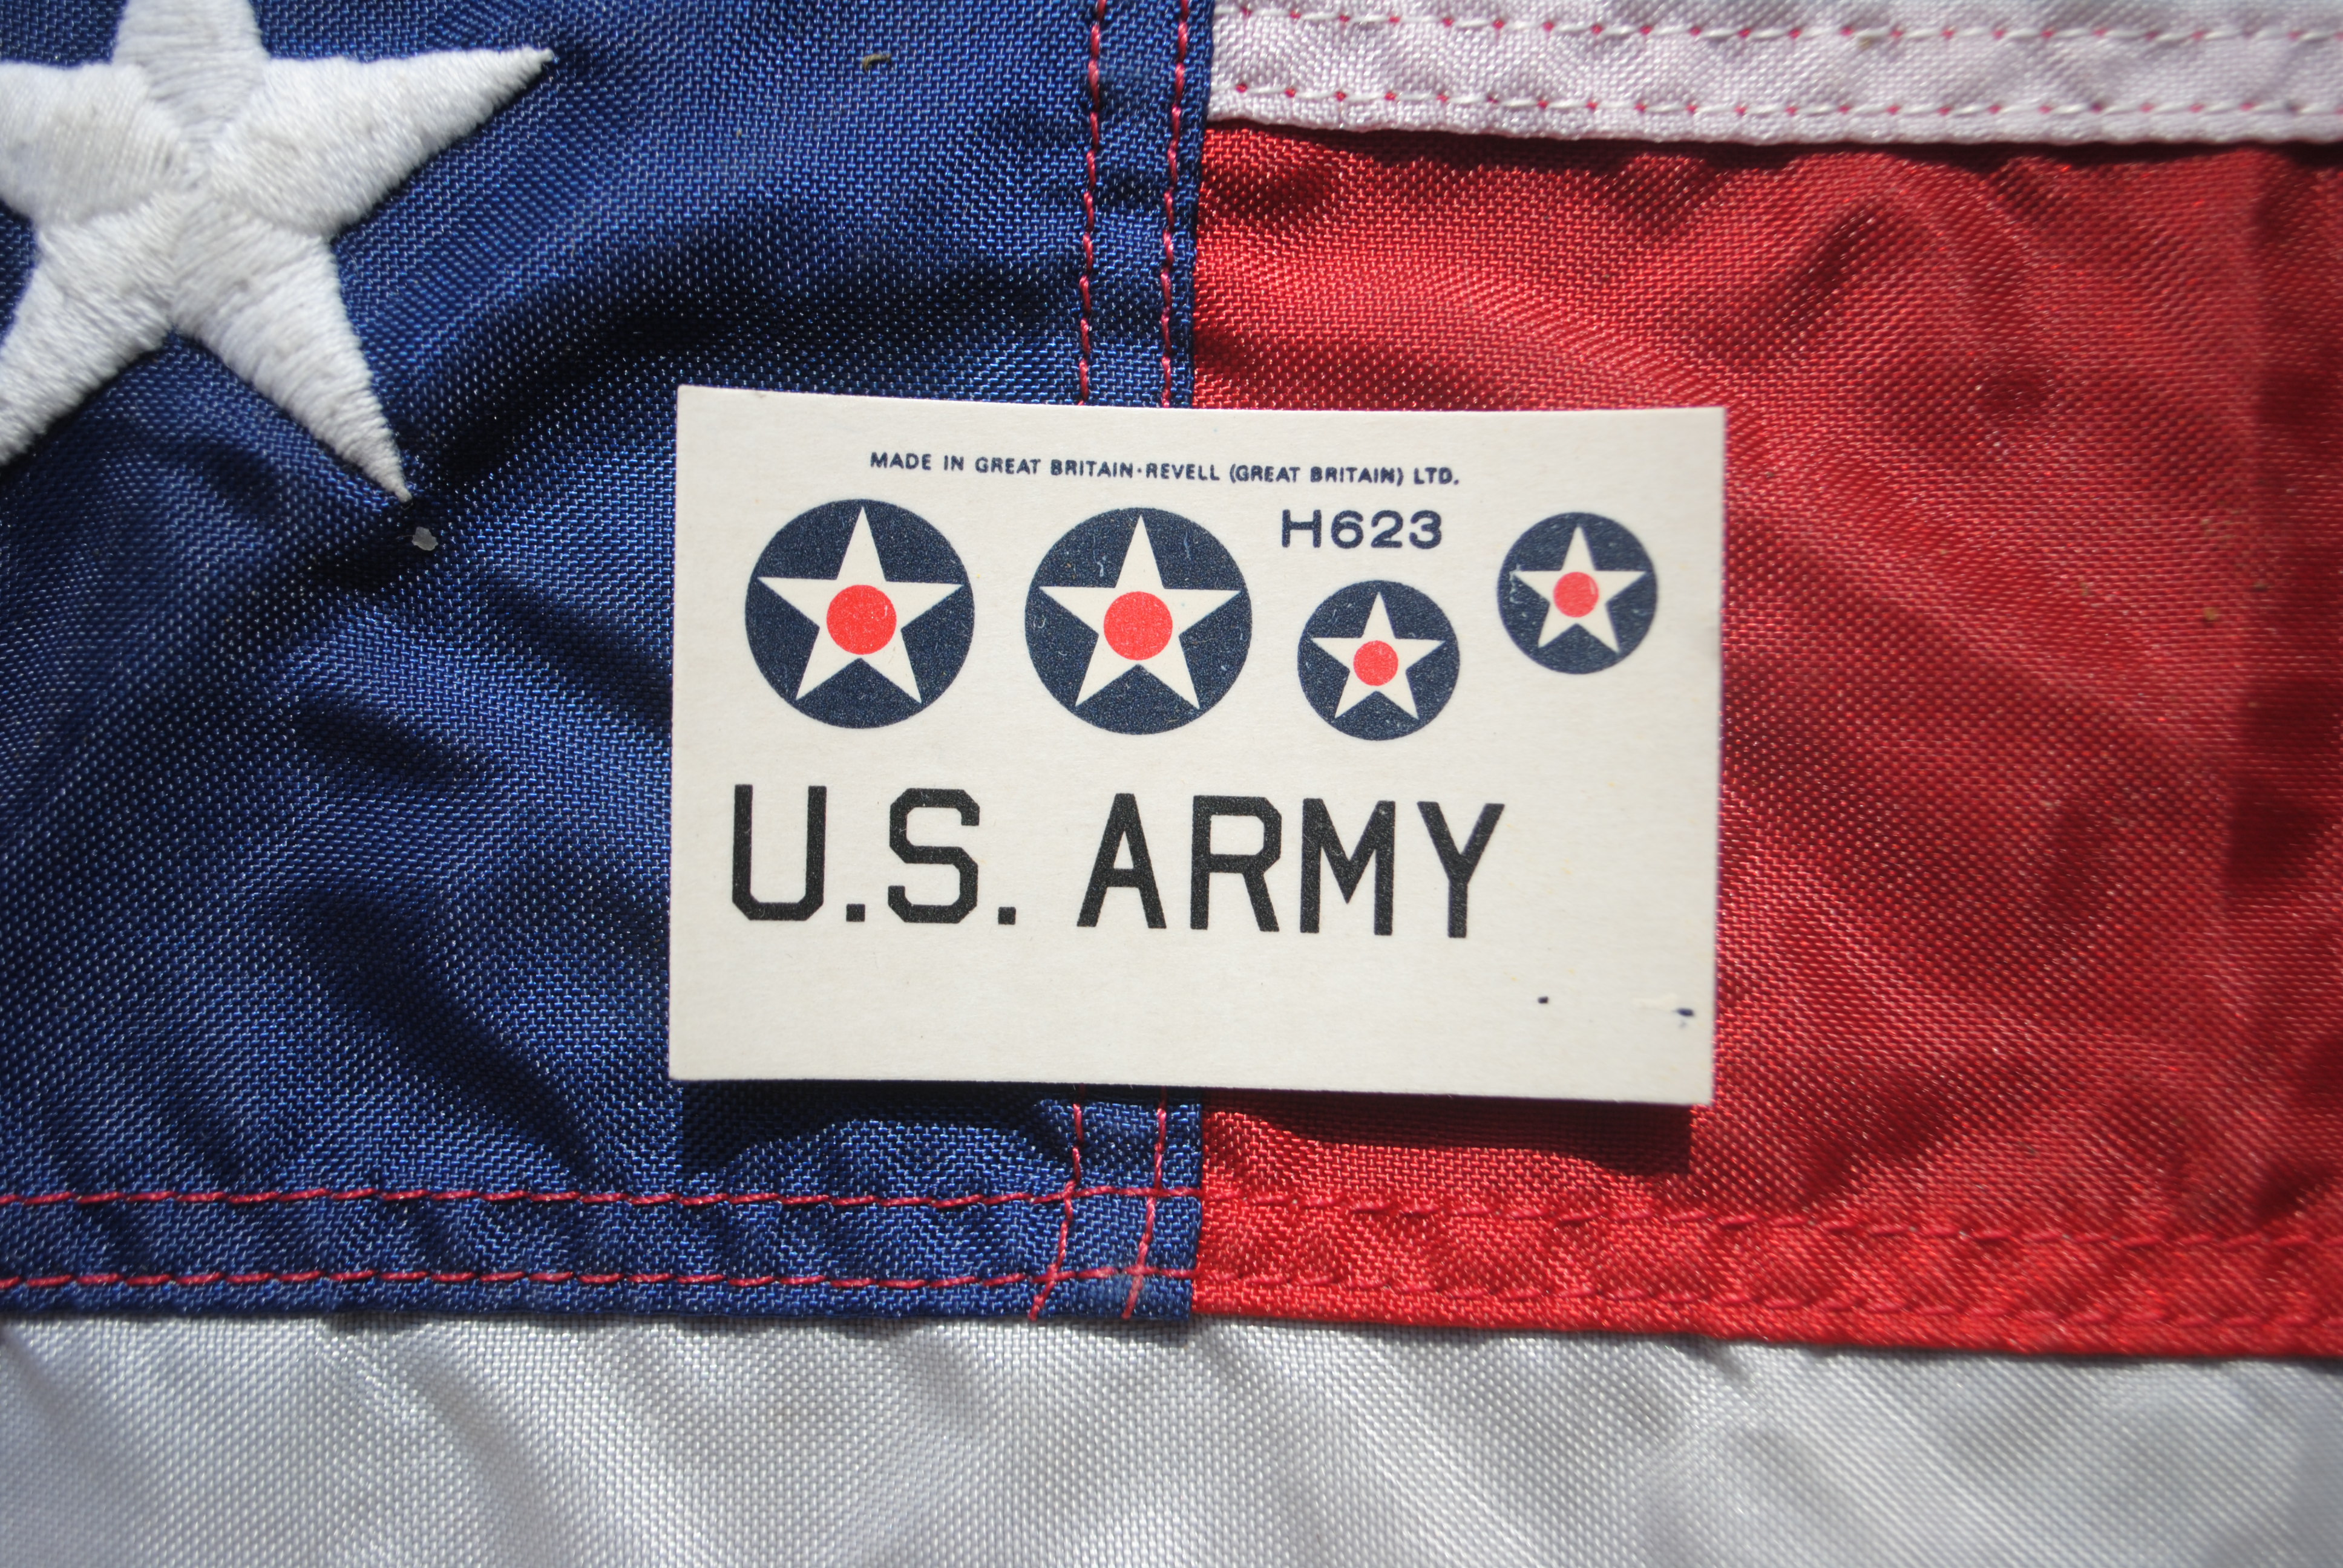 MADE IN GREAT BRITAIN·REVELL (GREAT BRITAIN) LTD.
H623
U.S. ARMY